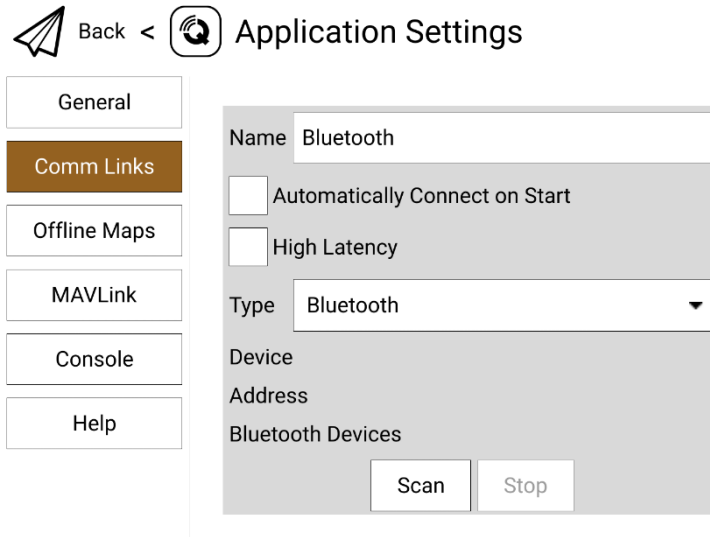 Back < Application Settings
General
Comm Links
Offline Maps
MAVLink
Console
Help
Name Bluetooth
Automatically Connect on Start
High Latency
Type Bluetooth
Device
Address
Bluetooth Devices
Scan Stop